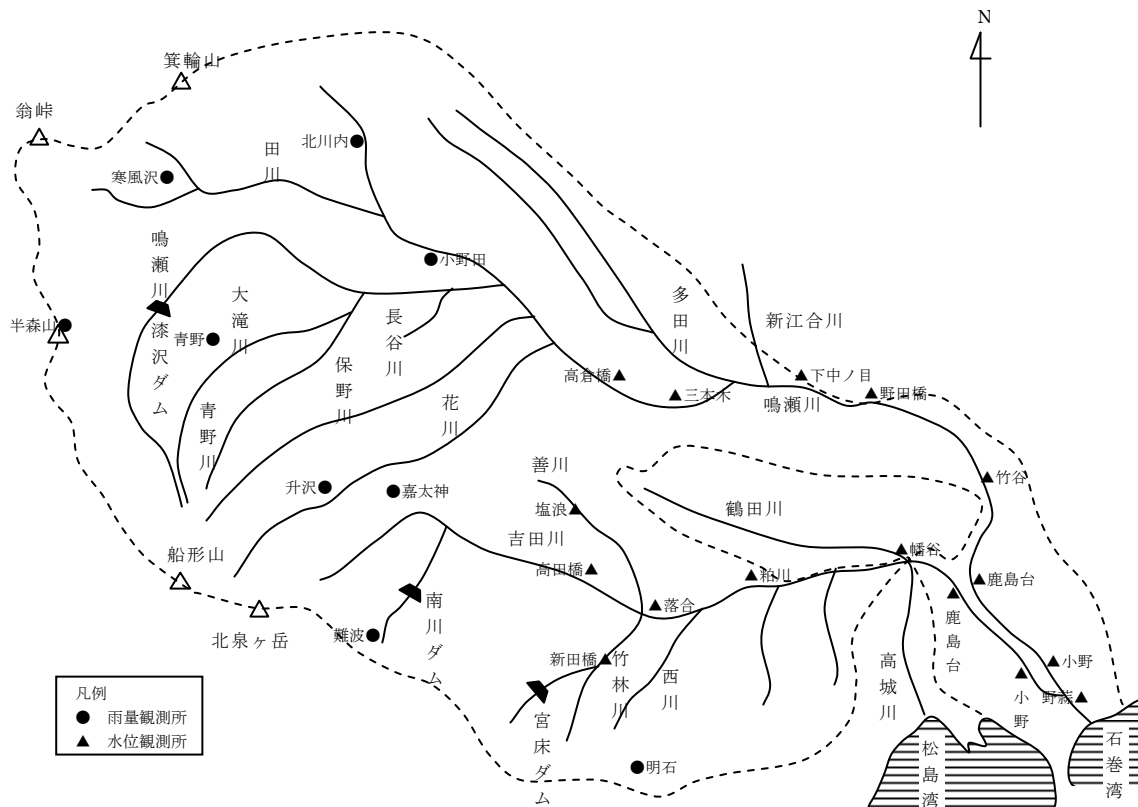 N
箕輪山
翁峠
北川内
田川
寒風沢
鳴瀬川
小野田
大滝川
多田川
半森山
漆沢ダム
青野
長谷川
新江合川
保野川
高倉橋
下中ノ目
三本木
野田橋
鳴瀬川
青野川
花川
善川
升沢
嘉太神
竹谷
塩浪
鶴田川
吉田川
船形山
幡谷
高田橋
粕川
鹿島台
南川ダム
落合
鹿島台
北泉ヶ岳
難波
新田橋
竹林川
西川
高城川
小野
小野
野蒜
凡例
雨量観測所
水位観測所
宮床ダム
明石
松島湾
石巻湾